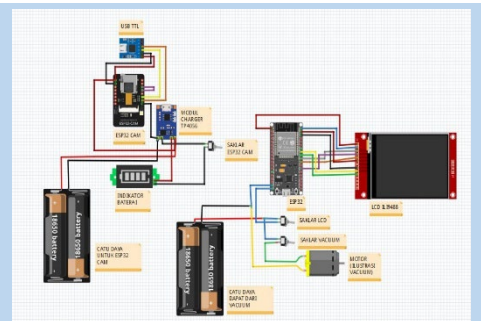 USB TTL
MODUL
CHARGER
TP4056
ESP32 CAM
SAKLAR
ESP32 CAM
ESP32
LCD ILI9488
INDIKATOR
BATERAI
SAKLAR LCD
SAKLAR VACUUM
MOTOR
(ILUSTRASI
VACUUM)
18650 battery
18650 battery
CATU DAYA
UNTUK ESP32
CAM
18650 battery
18650 battery
CATU DAYA
DAPAT DARI
VACUUM